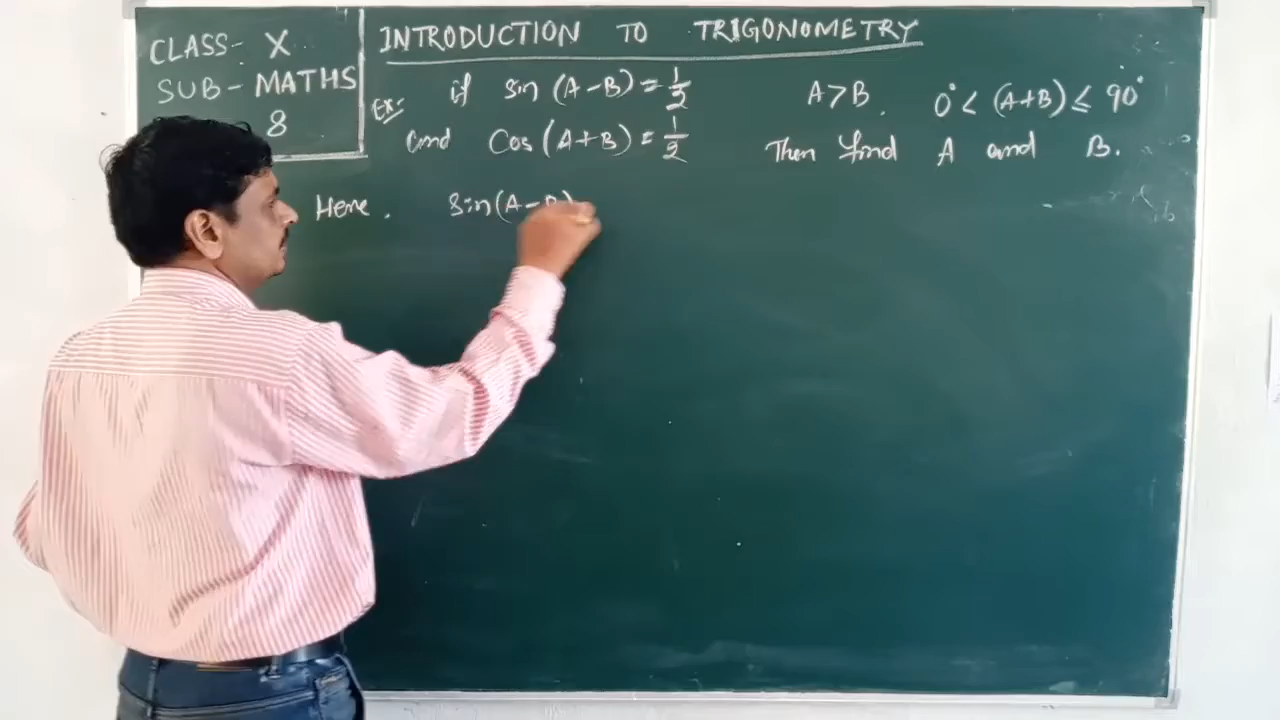 CLASS- X
SUB- MATHS
8
INTRODUCTION TO TRIGONOMETRY
Ex:
if sin (A-B) = 1/2 A>B. 0° < (A+B) ≤ 90°
and Cos (A+B) = 1/2 Then find A and B.
Here. sin(A-B)